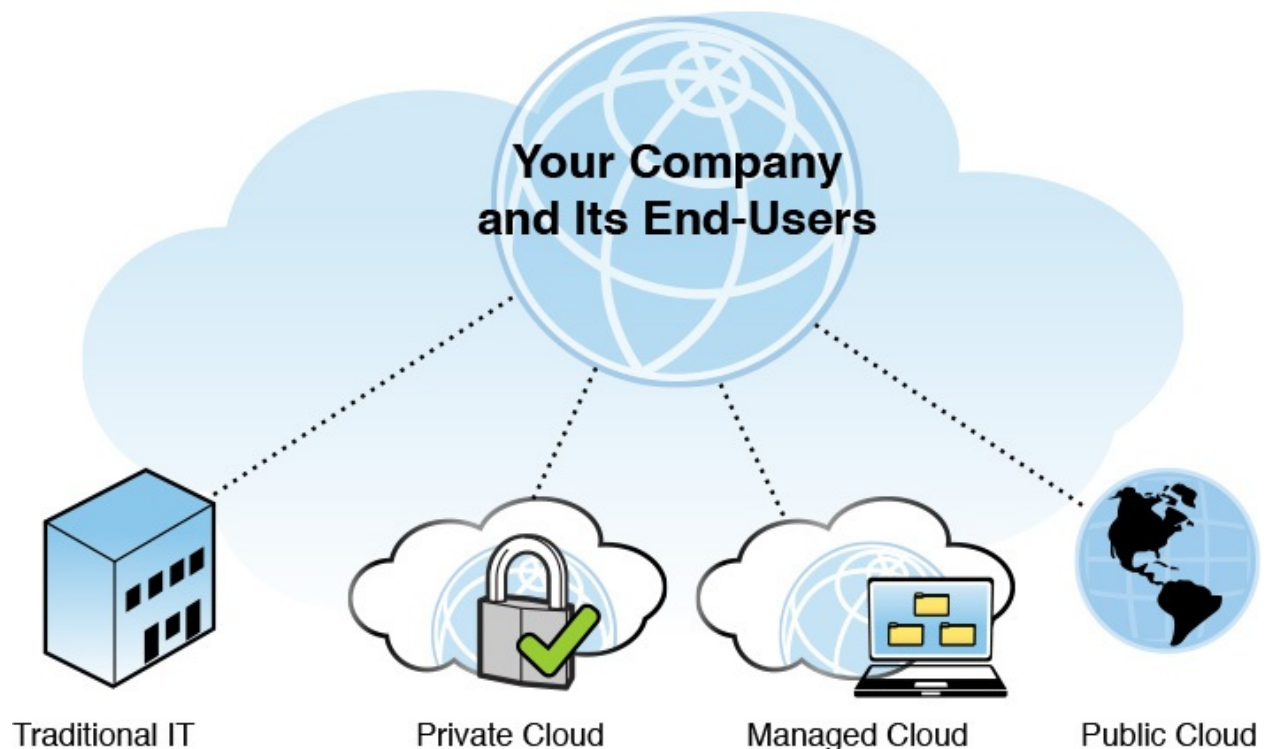 Your Company
and Its End-Users
Traditional IT
Private Cloud
Managed Cloud
Public Cloud